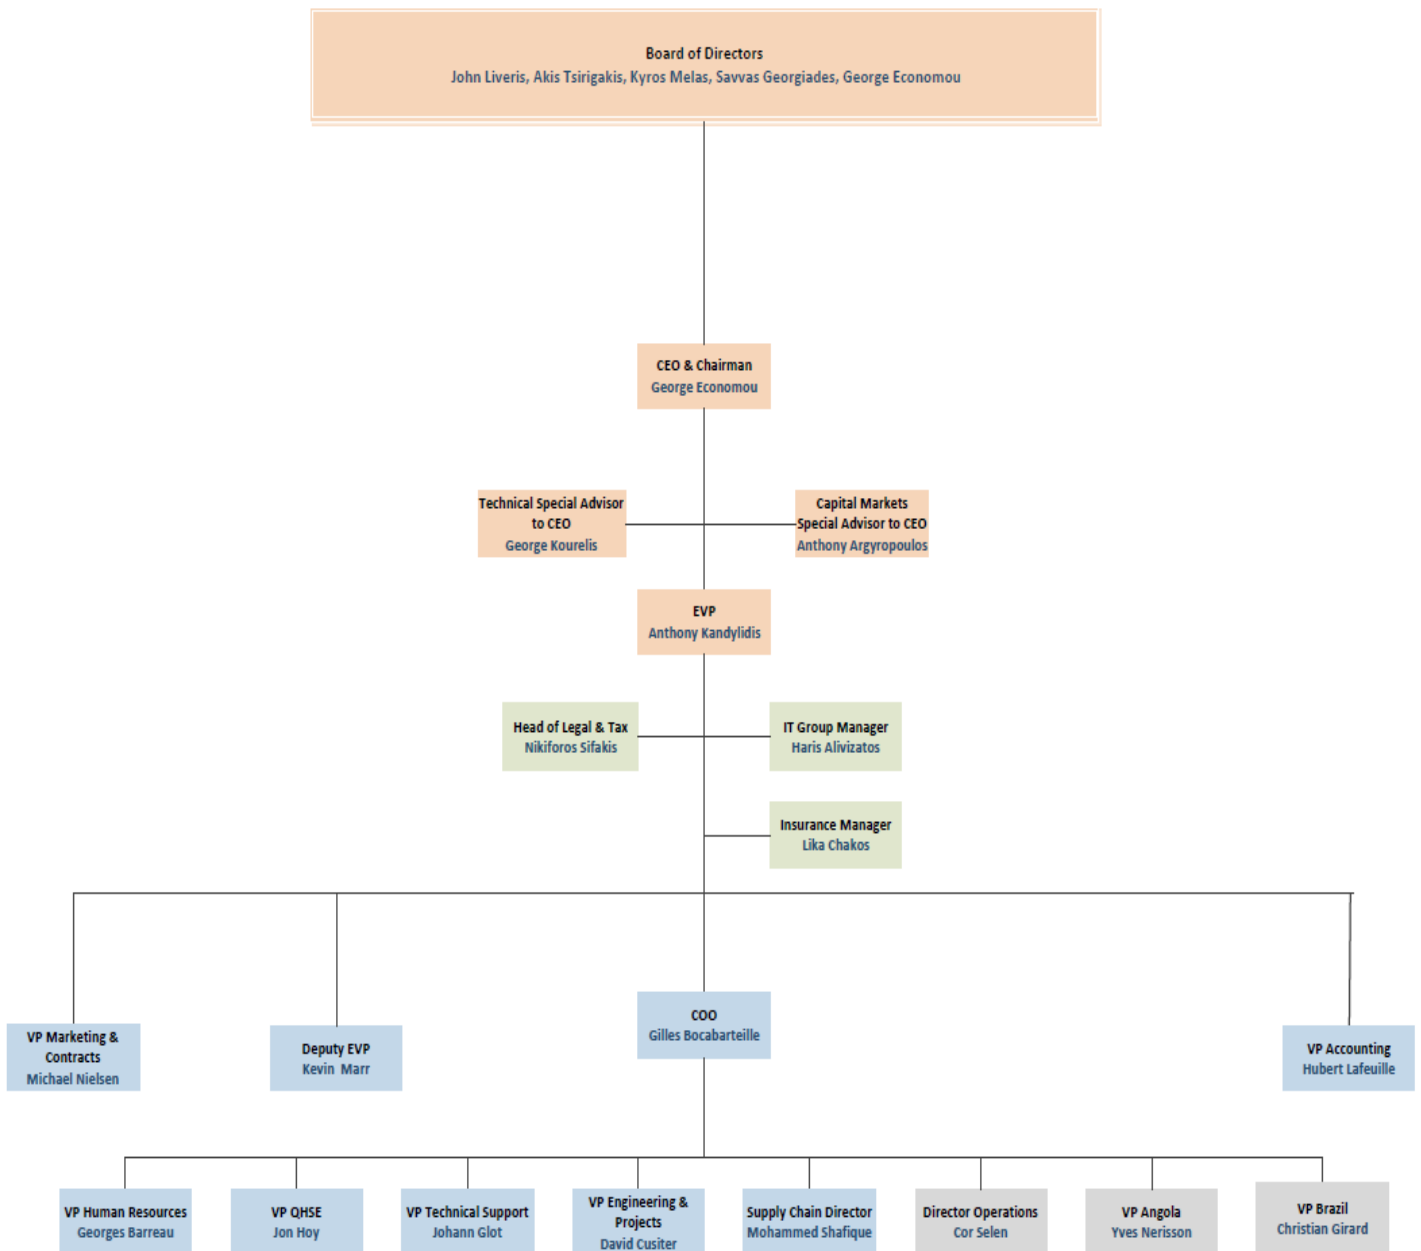 Board of Directors
John Liveris, Akis Tsirigakis, Kyros Melas, Savvas Georgiades, George Economou
CEO & Chairman
George Economou
Technical Special Advisor
to CEO
George Kourelis
Capital Markets
Special Advisor to CEO
Anthony Argyropoulos
EVP
Anthony Kandylidis
Head of Legal & Tax
Nikiforos Sifakis
IT Group Manager
Haris Alivizatos
Insurance Manager
Lika Chakos
VP Marketing &
Contracts
Michael Nielsen
Deputy EVP
Kevin Marr
COO
Gilles Bocabarteille
VP Accounting
Hubert Lafeuille
VP Human Resources
Georges Barreau
VP QHSE
Jon Hoy
VP Technical Support
Johann Glot
VP Engineering &
Projects
David Cusiter
Supply Chain Director
Mohammed Shafique
Director Operations
Cor Selen
VP Angola
Yves Nerisson
VP Brazil
Christian Girard